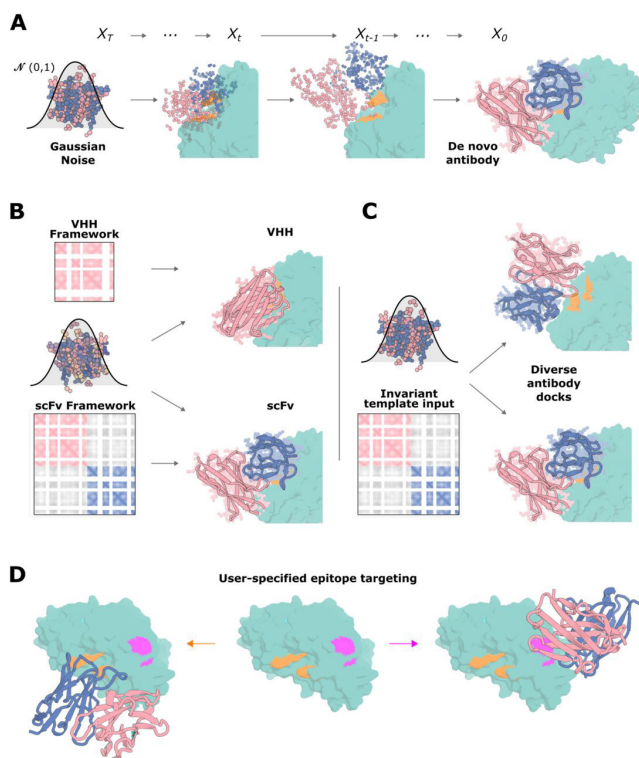 A
X_T ... X_t X_{t-1} ... X_0
𝒩 (0,1)
Gaussian
Noise
De novo
antibody
B
VHH
Framework
VHH
scFv Framework
scFv
C
Invariant
template input
Diverse
antibody
docks
D
User-specified epitope targeting